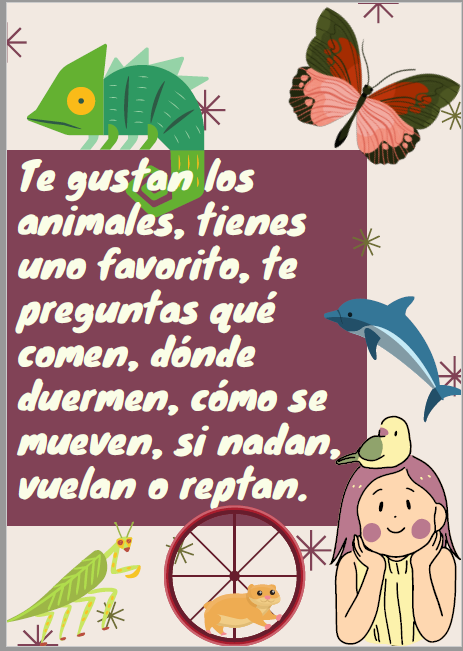 Te gustan los
animales, tienes
uno favorito, te
preguntas qué
comen, dónde
duermen, cómo se
mueven, si nadan,
vuelan o reptan.